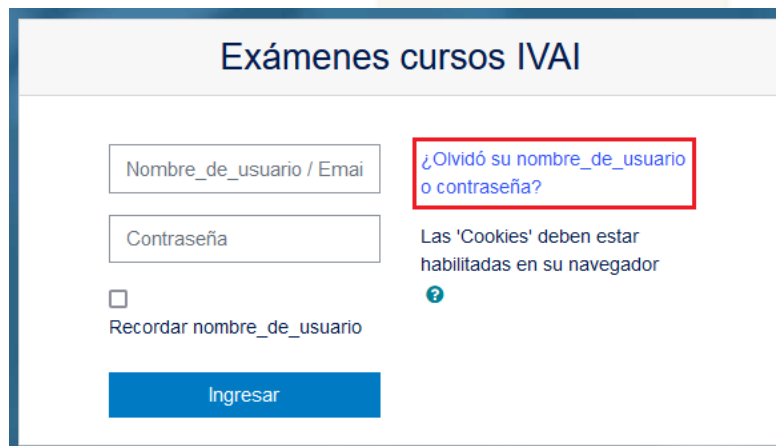 Exámenes cursos IVAI
Nombre_de_usuario / Emai
Contraseña
Recordar nombre_de_usuario
Ingresar
¿Olvidó su nombre_de_usuario
o contraseña?
Las 'Cookies' deben estar
habilitadas en su navegador
?